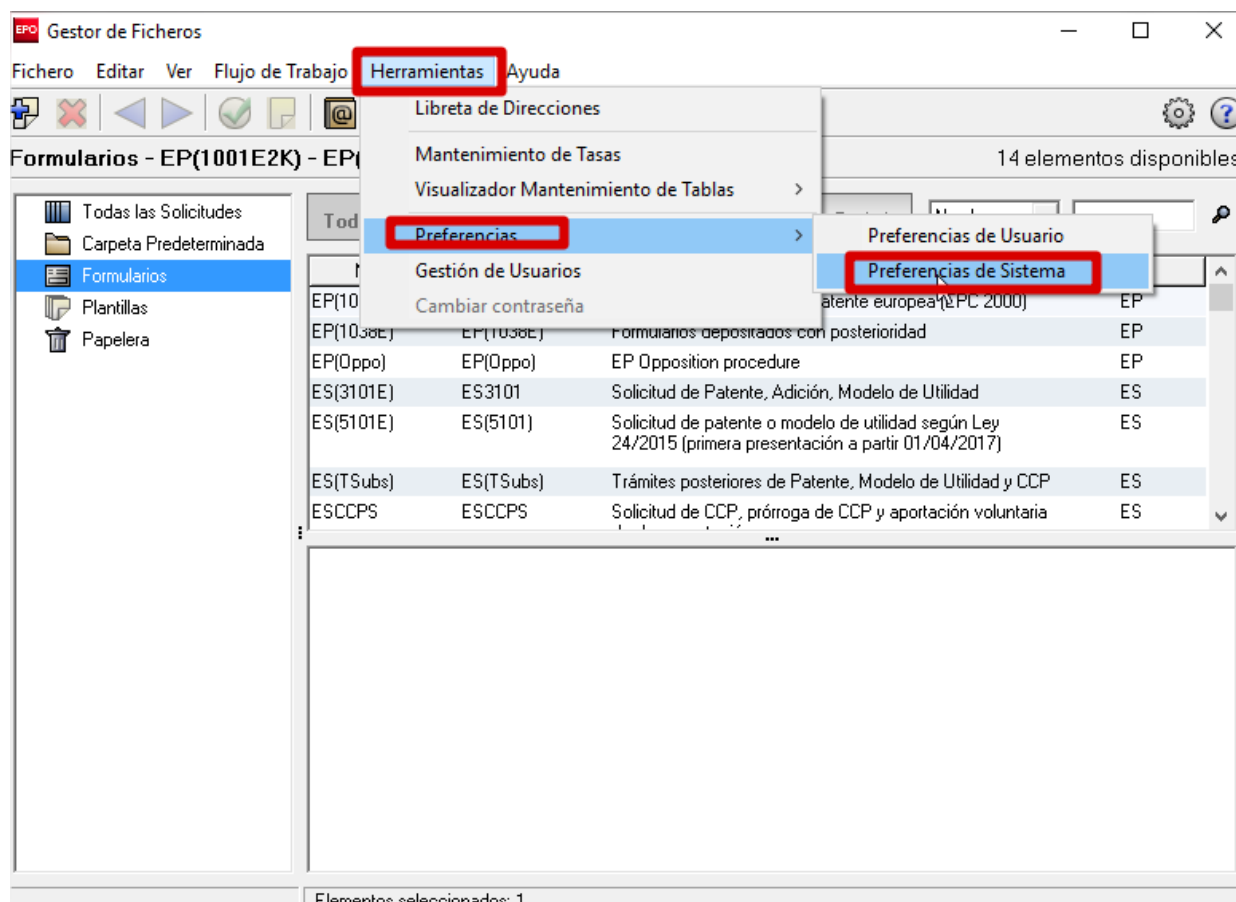 EPO Gestor de Ficheros
Fichero Editar Ver Flujo de Trabajo Herramientas Ayuda
Libreta de Direcciones
Mantenimiento de Tasas
Visualizador Mantenimiento de Tablas
Preferencias
Gestión de Usuarios
Cambiar contraseña
Preferencias de Usuario
Preferencias de Sistema
Formularios - EP(1001E2K) - EP(
14 elementos disponibles
Todas las Solicitudes
Carpeta Predeterminada
Formularios
Plantillas
Papelera
Tod
EP(10 atente europea (EPC 2000) EP
EP(1038E) EP(1038E) Formularios depositados con posterioridad EP
EP(Oppo) EP(Oppo) EP Opposition procedure EP
ES(3101E) ES3101 Solicitud de Patente, Adición, Modelo de Utilidad ES
ES(5101E) ES(5101) Solicitud de patente o modelo de utilidad según Ley ES
24/2015 (primera presentación a partir 01/04/2017)
ES(TSubs) ES(TSubs) Trámites posteriores de Patente, Modelo de Utilidad y CCP ES
ESCCPS ESCCPS Solicitud de CCP, prórroga de CCP y aportación voluntaria ES
Elementos seleccionados: 1